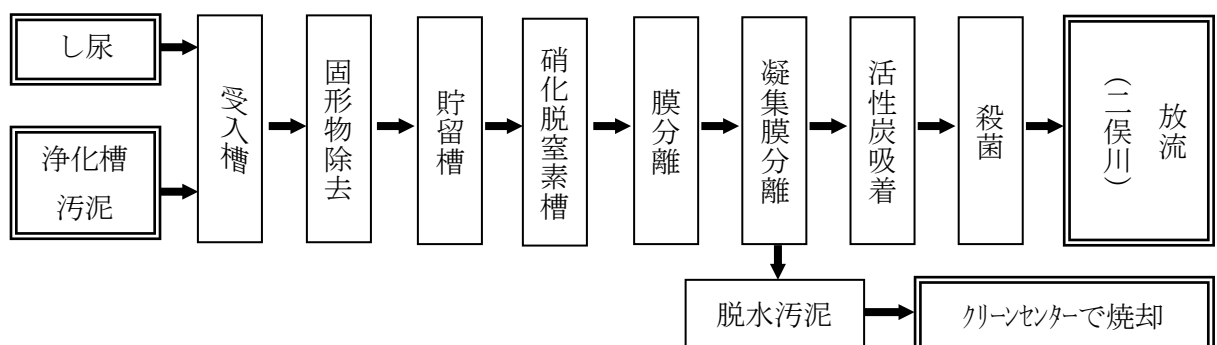 し尿
浄化槽
汚泥
受入槽
固形物除去
貯留槽
硝化脱窒素槽
膜分離
凝集膜分離
活性炭吸着
殺菌
放流
（二俣川）
脱水汚泥
クリーンセンターで焼却